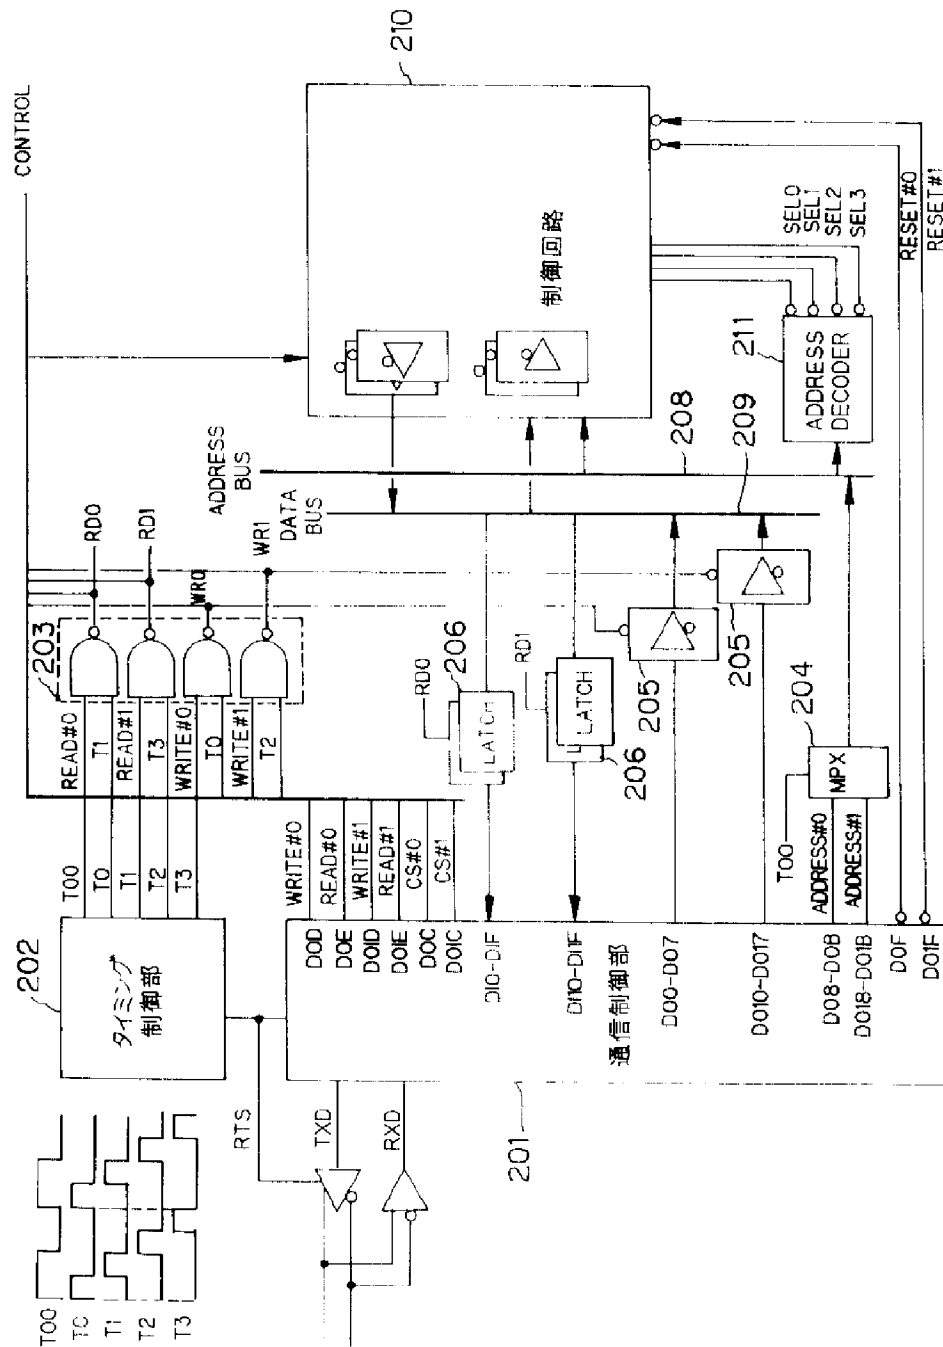 CONTROL
210
制御回路
SEL0
SEL1
SEL2
SEL3
RESET#0
RESET#1
211
ADDRESS
DECODER
208
209
ADDRESS
BUS
DATA
BUS
RD0
RD1
WR0
WR1
203
READ#0
T1
READ#1
T3
WRITE#0
T0
WRITE#1
T2
RD0
206
LATCH
RD1
LATCH
206
205
205
204
T00
MPX
ADDRESS#0
ADDRESS#1
T00
T0
T1
T2
T3
202
タイミング
制御部
WRITE#0
READ#0
WRITE#1
READ#1
CS#0
CS#1
D0D
D0E
D01D
D01E
D0C
D01C
DI0-DI1F
DI10-DI1F
通信制御部
D00-D07
D010-D017
D08-D0B
D018-D01B
D0F
D01F
201
RTS
TXD
RXD
T00
T0
T1
T2
T3